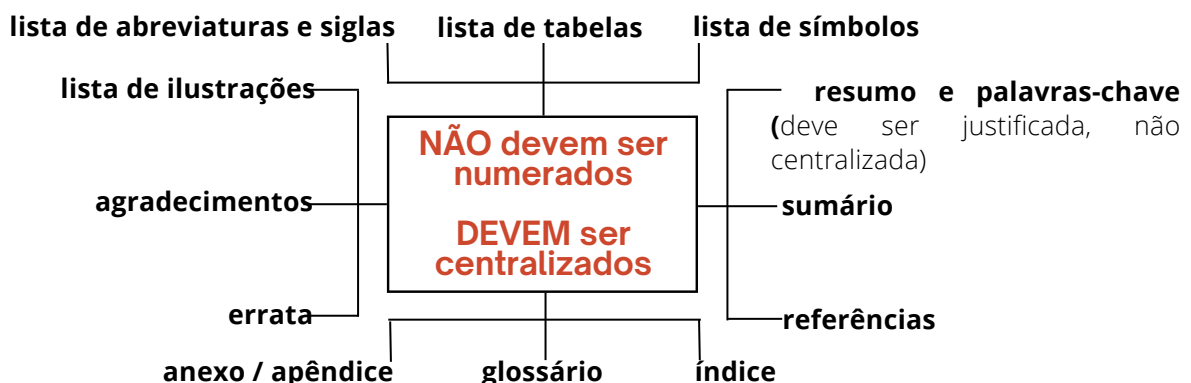 lista de abreviaturas e siglas lista de tabelas lista de símbolos
lista de ilustrações
resumo e palavras-chave
(deve ser justificada, não
centralizada)
NÃO devem ser
numerados
DEVEM ser
centralizados
agradecimentos
sumário
errata
referências
anexo / apêndice glossário índice